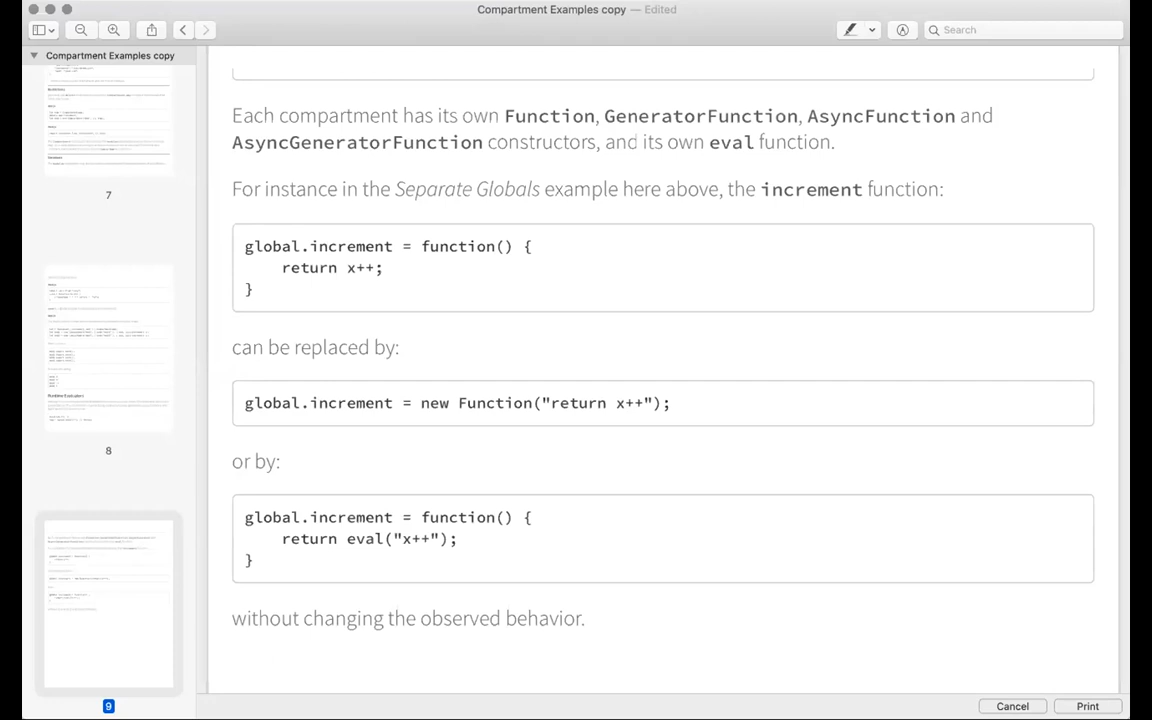 Compartment Examples copy — Edited
Search
Compartment Examples copy
7
8
9
Each compartment has its own Function, GeneratorFunction, AsyncFunction and
AsyncGeneratorFunction constructors, and its own eval function.
For instance in the Separate Globals example here above, the increment function:
global.increment = function() {
return x++;
}
can be replaced by:
global.increment = new Function("return x++");
or by:
global.increment = function() {
return eval("x++");
}
without changing the observed behavior.
Cancel
Print